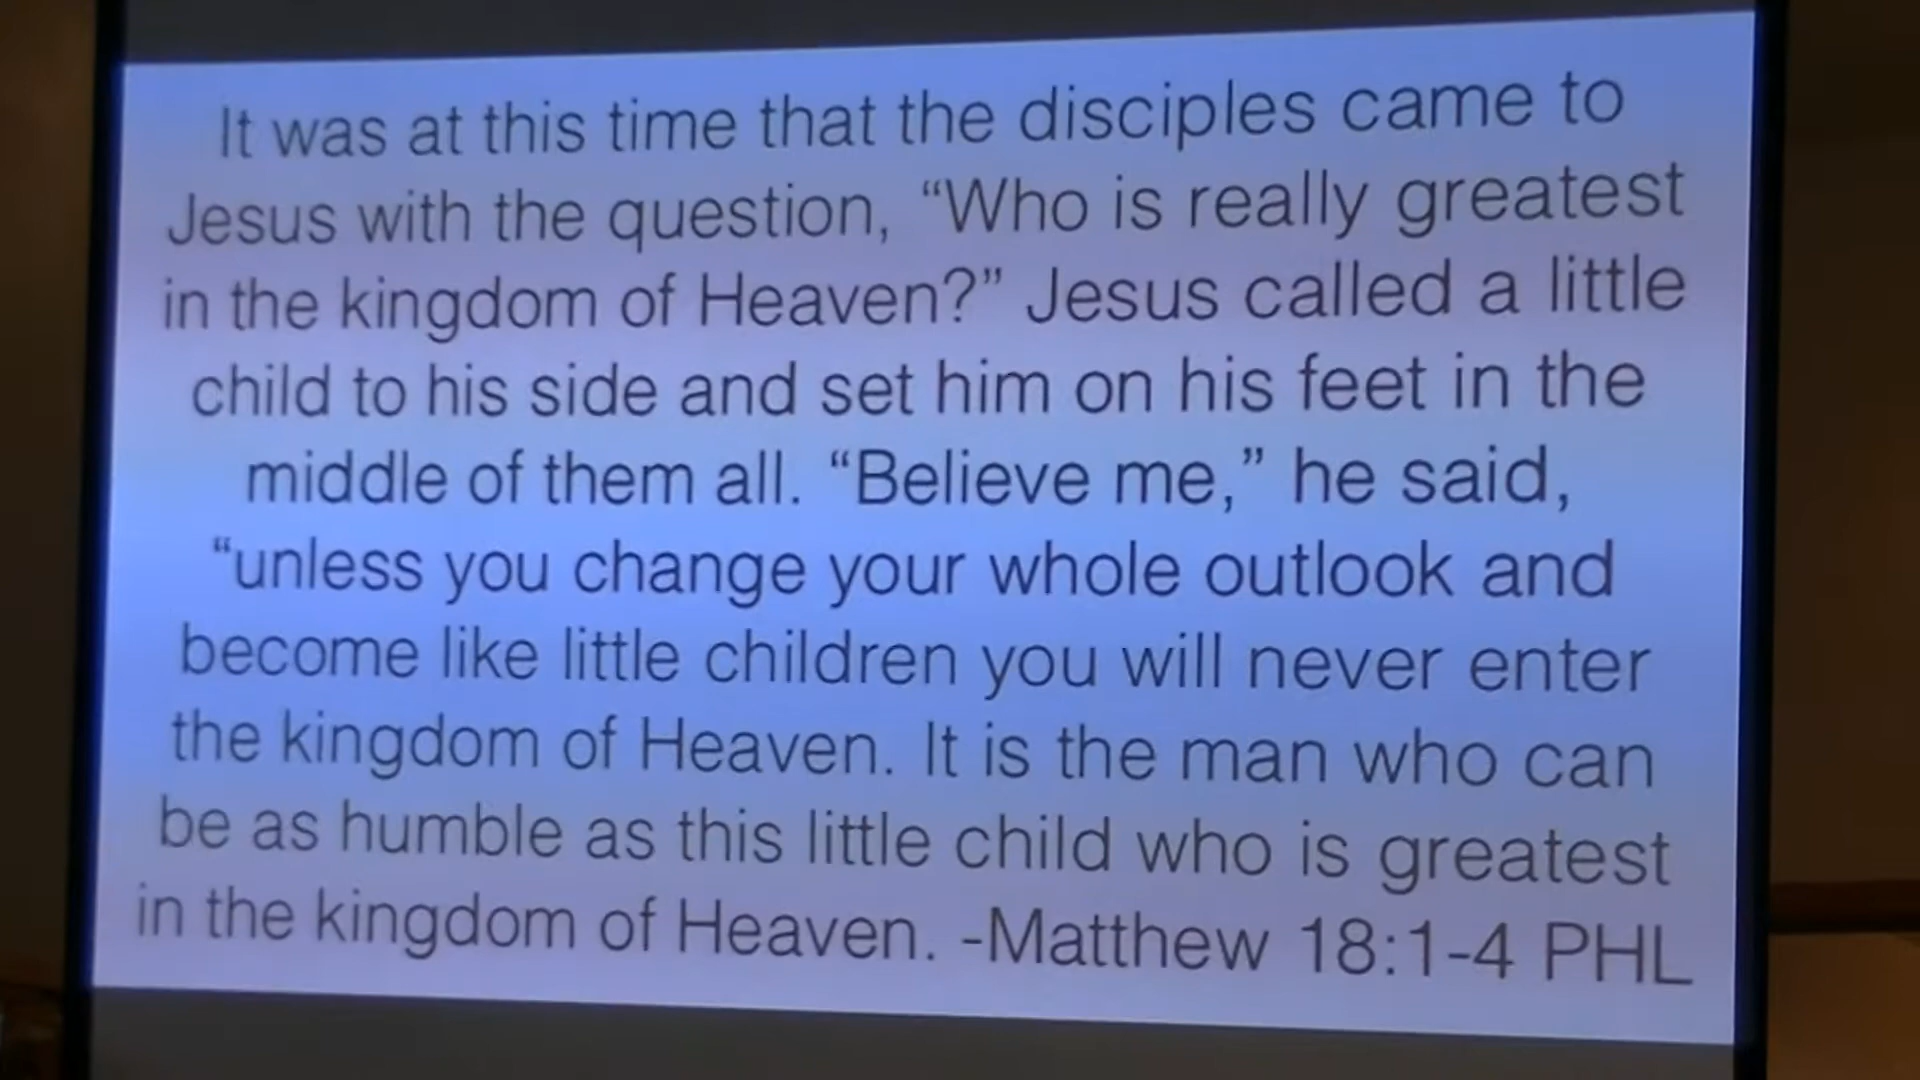 It was at this time that the disciples came to
Jesus with the question, “Who is really greatest
in the kingdom of Heaven?” Jesus called a little
child to his side and set him on his feet in the
middle of them all. “Believe me,” he said,
“unless you change your whole outlook and
become like little children you will never enter
the kingdom of Heaven. It is the man who can
be as humble as this little child who is greatest
in the kingdom of Heaven. -Matthew 18:1-4 PHL